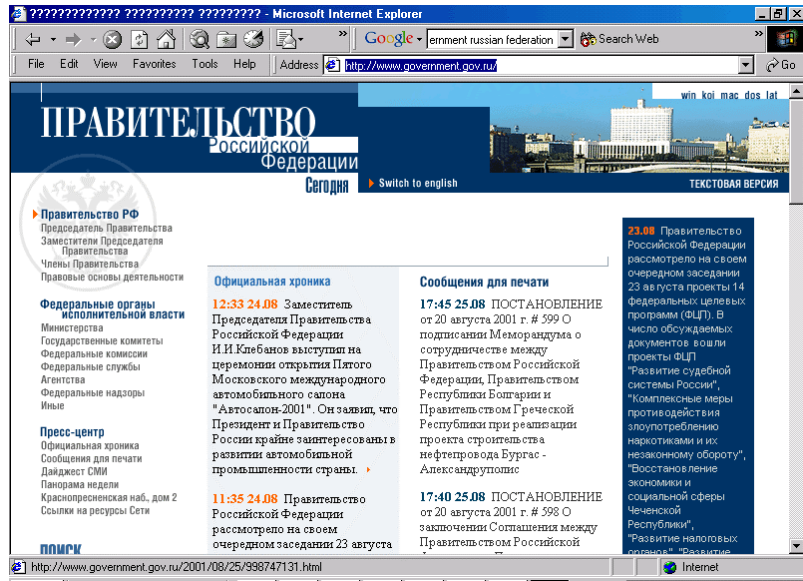 ????????????? ?????????? ????????? - Microsoft Internet Explorer
Google
ernment russian federation
Search Web
File Edit View Favorites Tools Help
Address http://www.government.gov.ru/
Go
win koi mac dos lat
ПРАВИТЕЛЬСТВО
Российской
Федерации
Сегодня
Switch to english
ТЕКСТОВАЯ ВЕРСИЯ
Правительство РФ
Председатель Правительства
Заместители Председателя
Правительства
Члены Правительства
Правовые основы деятельности
Федеральные органы
исполнительной власти
Министерства
Государственные комитеты
Федеральные комиссии
Федеральные службы
Агентства
Федеральные надзоры
Иные
Пресс-центр
Официальная хроника
Сообщения для печати
Дайджест СМИ
Панорама недели
Краснопресненская наб., дом 2
Ссылки на ресурсы Сети
ПОИСК
Официальная хроника
12:33 24.08 Заместитель
Председателя Правительства
Российской Федерации
И.И.Клебанов выступил на
церемонии открытия Пятого
Московского международного
автомобильного салона
"Автосалон-2001". Он заявил, что
Президент и Правительство
России крайне заинтересованы в
развитии автомобильной
промышленности страны.
11:35 24.08 Правительство
Российской Федерации
рассмотрело на своем
очередном заседании 23 августа
Сообщения для печати
17:45 25.08 ПОСТАНОВЛЕНИЕ
от 20 августа 2001 г. # 599 О
подписании Меморандума о
сотрудничестве между
Правительством Российской
Федерации, Правительством
Республики Болгарии и
Правительством Греческой
Республики при реализации
проекта строительства
нефтепровода Бургас -
Александруполис
17:40 25.08 ПОСТАНОВЛЕНИЕ
от 20 августа 2001 г. # 598 О
заключении Соглашения между
Правительством Российской
23.08 Правительство
Российской Федерации
рассмотрело на своем
очередном заседании
23 августа проекты 14
федеральных целевых
программ (ФЦП). В
число обсуждаемых
документов вошли
проекты ФЦП
"Развитие судебной
системы России",
"Комплексные меры
противодействия
злоупотреблению
наркотиками и их
незаконному обороту",
"Восстановление
экономики и
социальной сферы
Чеченской
Республики",
"Развитие налоговых
органов", "Развитие
http://www.government.gov.ru/2001/08/25/998747131.html
Internet